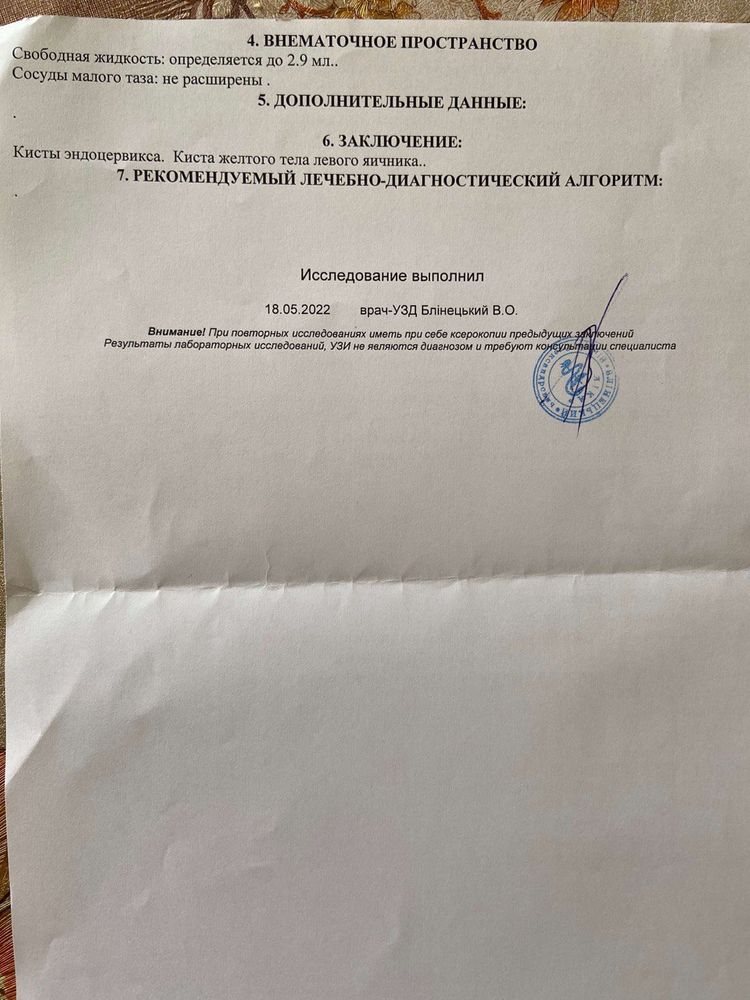 4. ВНЕМАТОЧНОЕ ПРОСТРАНСТВО
Свободная жидкость: определяется до 2.9 мл..
Сосуды малого таза: не расширены .
5. ДОПОЛНИТЕЛЬНЫЕ ДАННЫЕ:
.
6. ЗАКЛЮЧЕНИЕ:
Кисты эндоцервикса. Киста желтого тела левого яичника..
7. РЕКОМЕНДУЕМЫЙ ЛЕЧЕБНО-ДИАГНОСТИЧЕСКИЙ АЛГОРИТМ:
.
Исследование выполнил
18.05.2022 врач-УЗД Блінецький В.О.
Внимание! При повторных исследованиях иметь при себе ксерокопии предыдущих заключений
Результаты лабораторных исследований, УЗИ не являются диагнозом и требуют консультации специалиста